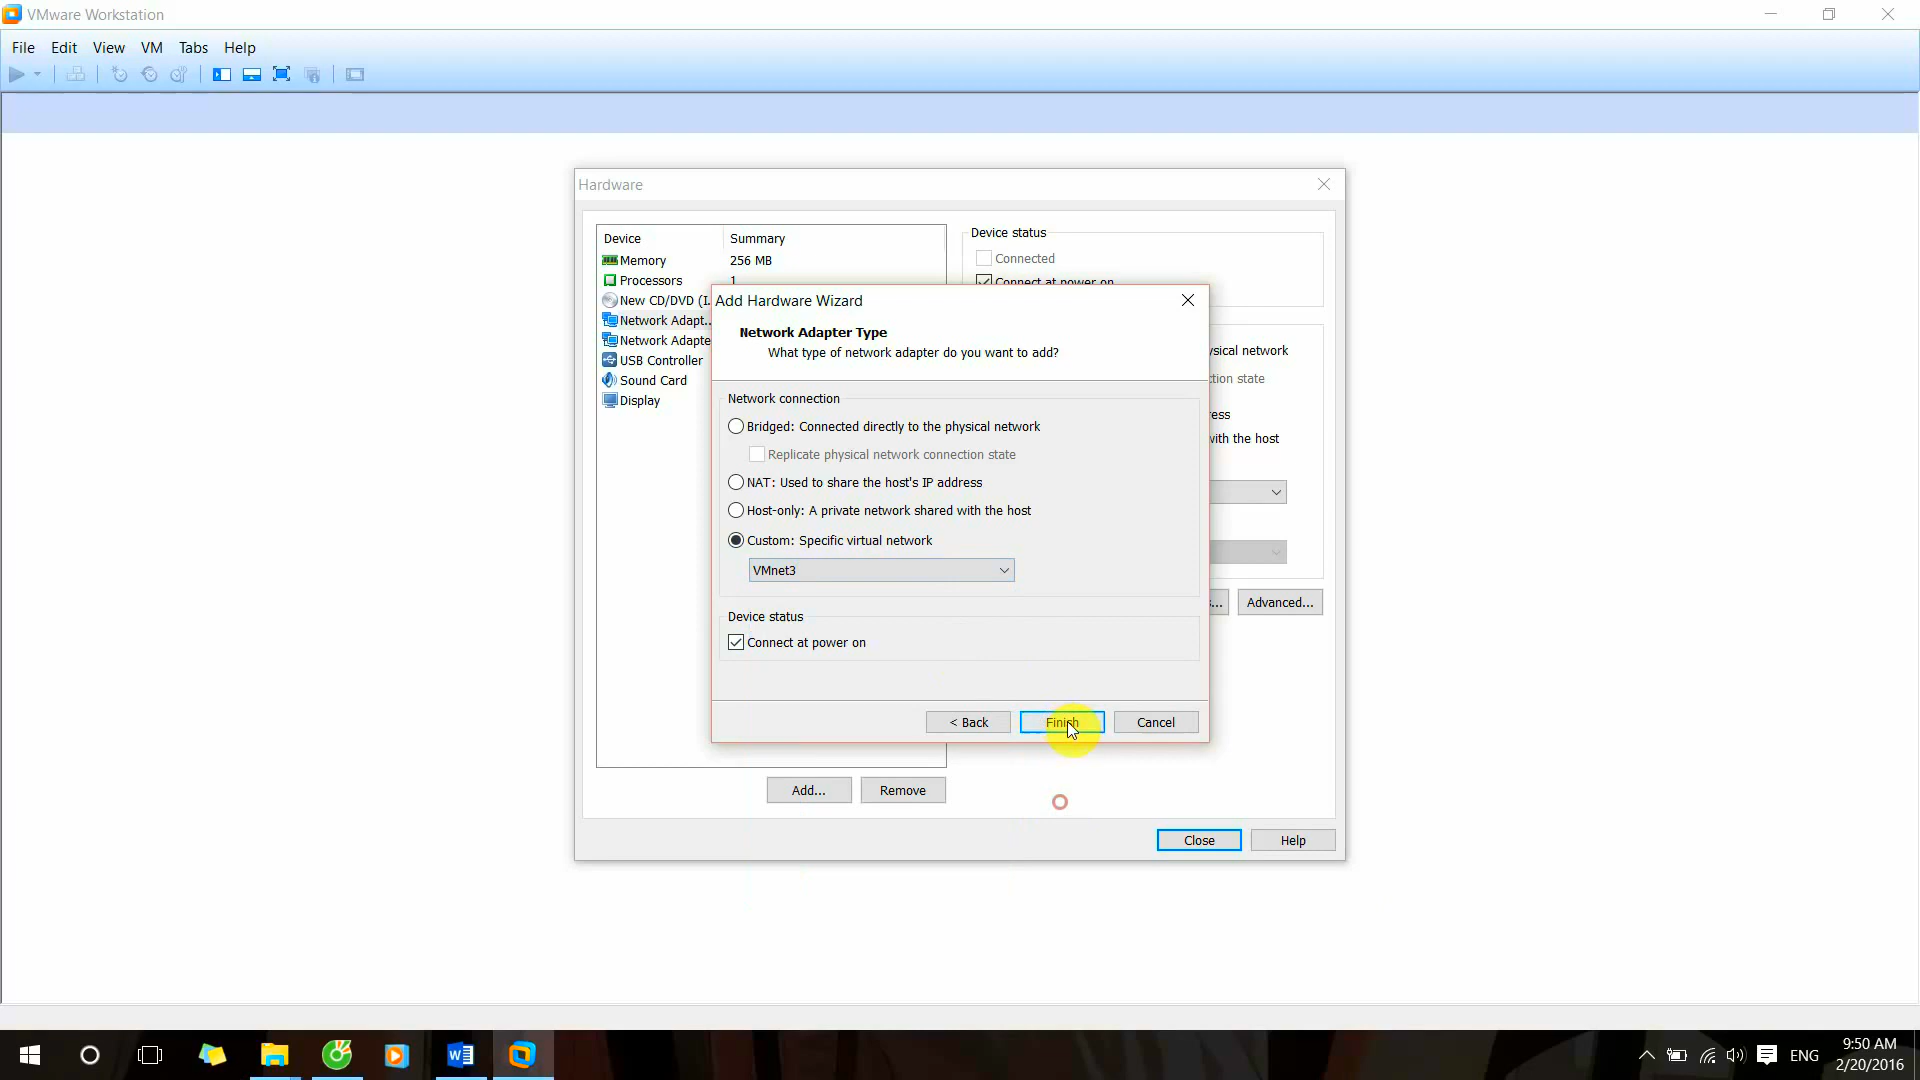 VMware Workstation
File Edit View VM Tabs Help
Hardware
Device Summary
Memory 256 MB
Processors 1
New CD/DVD (I...
Network Adapt...
Network Adapte
USB Controller
Sound Card
Display
Device status
Connected
Connect at power on
ysical network
ction state
ress
with the host
s... Advanced...
Add... Remove
Close Help
Add Hardware Wizard
Network Adapter Type
What type of network adapter do you want to add?
Network connection
Bridged: Connected directly to the physical network
Replicate physical network connection state
NAT: Used to share the host's IP address
Host-only: A private network shared with the host
Custom: Specific virtual network
VMnet3
Device status
Connect at power on
< Back Finish Cancel
ENG
9:50 AM
2/20/2016